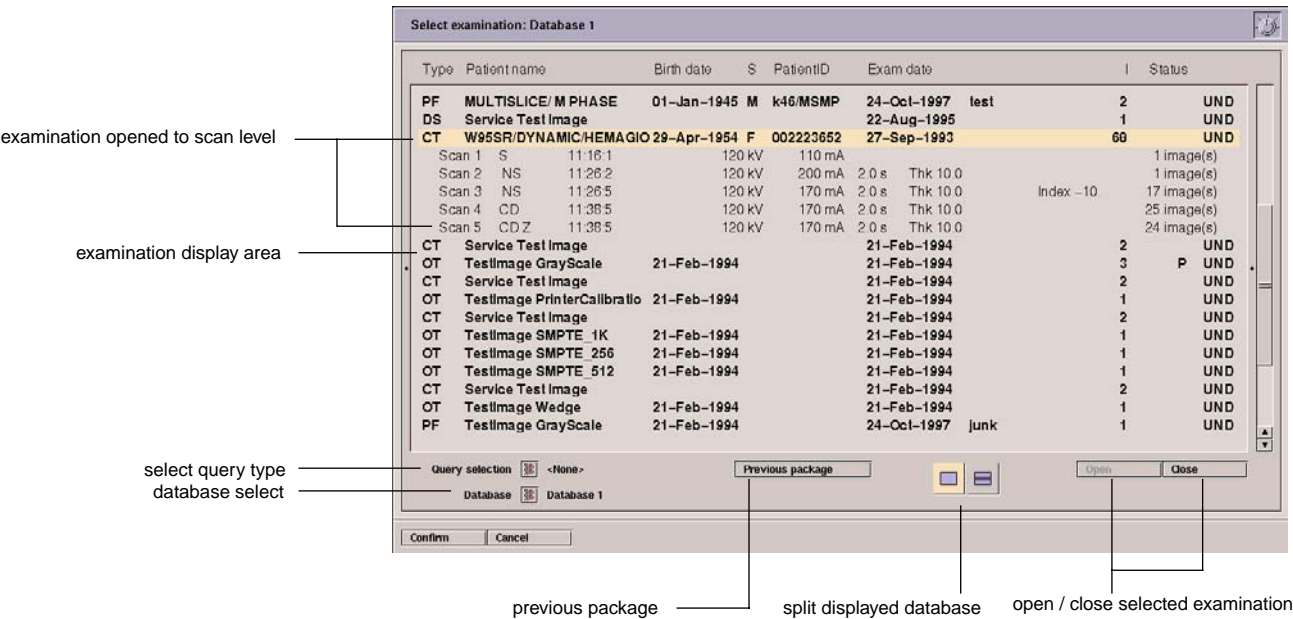 Select examination: Database 1
Type Patient name Birth date S PatientID Exam date I Status
PF MULTISLICE/ M PHASE 01–Jan–1945 M k46/MSMP 24–Oct–1997 test 2 UND
DS Service Test Image 22–Aug–1995 1 UND
CT W95SR/DYNAMIC/HEMAGIO 29–Apr–1954 F 002223652 27–Sep–1993 68 UND
examination opened to scan level
Scan 1 S 11:16:1 120 kV 110 mA 1 image(s)
Scan 2 NS 11:26:2 120 kV 200 mA 2.0 s Thk 10.0 1 image(s)
Scan 3 NS 11:26:5 120 kV 170 mA 2.0 s Thk 10.0 Index –10. 17 image(s)
Scan 4 CD 11:38:5 120 kV 170 mA 2.0 s Thk 10.0 25 image(s)
Scan 5 CD Z 11:38:5 120 kV 170 mA 2.0 s Thk 10.0 24 image(s)
CT Service Test Image 21–Feb–1994 2 UND
examination display area
OT TestImage GrayScale 21–Feb–1994 21–Feb–1994 3 P UND
CT Service Test Image 21–Feb–1994 2 UND
OT TestImage PrinterCalibratio 21–Feb–1994 21–Feb–1994 1 UND
CT Service Test Image 21–Feb–1994 2 UND
OT TestImage SMPTE_1K 21–Feb–1994 21–Feb–1994 1 UND
OT TestImage SMPTE_256 21–Feb–1994 21–Feb–1994 1 UND
OT TestImage SMPTE_512 21–Feb–1994 21–Feb–1994 1 UND
CT Service Test Image 21–Feb–1994 2 UND
OT TestImage Wedge 21–Feb–1994 21–Feb–1994 1 UND
PF TestImage GrayScale 21–Feb–1994 24–Oct–1997 junk 1 UND
select query type
Query selection <None> Previous package Open Close
database select
Database Database 1
Confirm Cancel
previous package
split displayed database
open / close selected examination